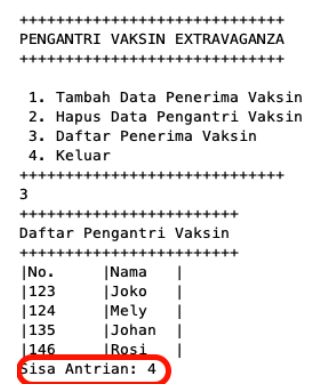 ++++++++++++++++++++++++++++++
PENGANTRI VAKSIN EXTRAVAGANZA
++++++++++++++++++++++++++++++
1. Tambah Data Penerima Vaksin
2. Hapus Data Pengantri Vaksin
3. Daftar Penerima Vaksin
4. Keluar
++++++++++++++++++++++++++++++
3
+++++++++++++++++++++++++
Daftar Pengantri Vaksin
+++++++++++++++++++++++++
|No. |Nama |
|123 |Joko |
|124 |Mely |
|135 |Johan |
|146 |Rosi |
Sisa Antrian: 4